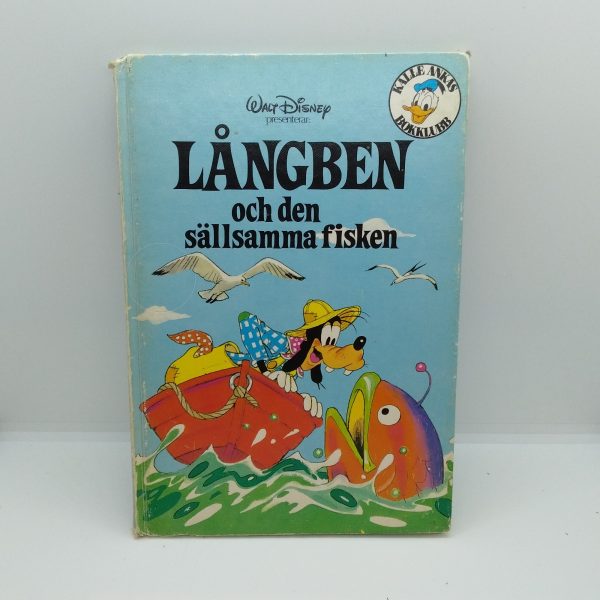 WALT DISNEY
presenterar:
KALLE ANKAS
BOKKLUBB
LÅNGBEN
och den
sällsamma fisken